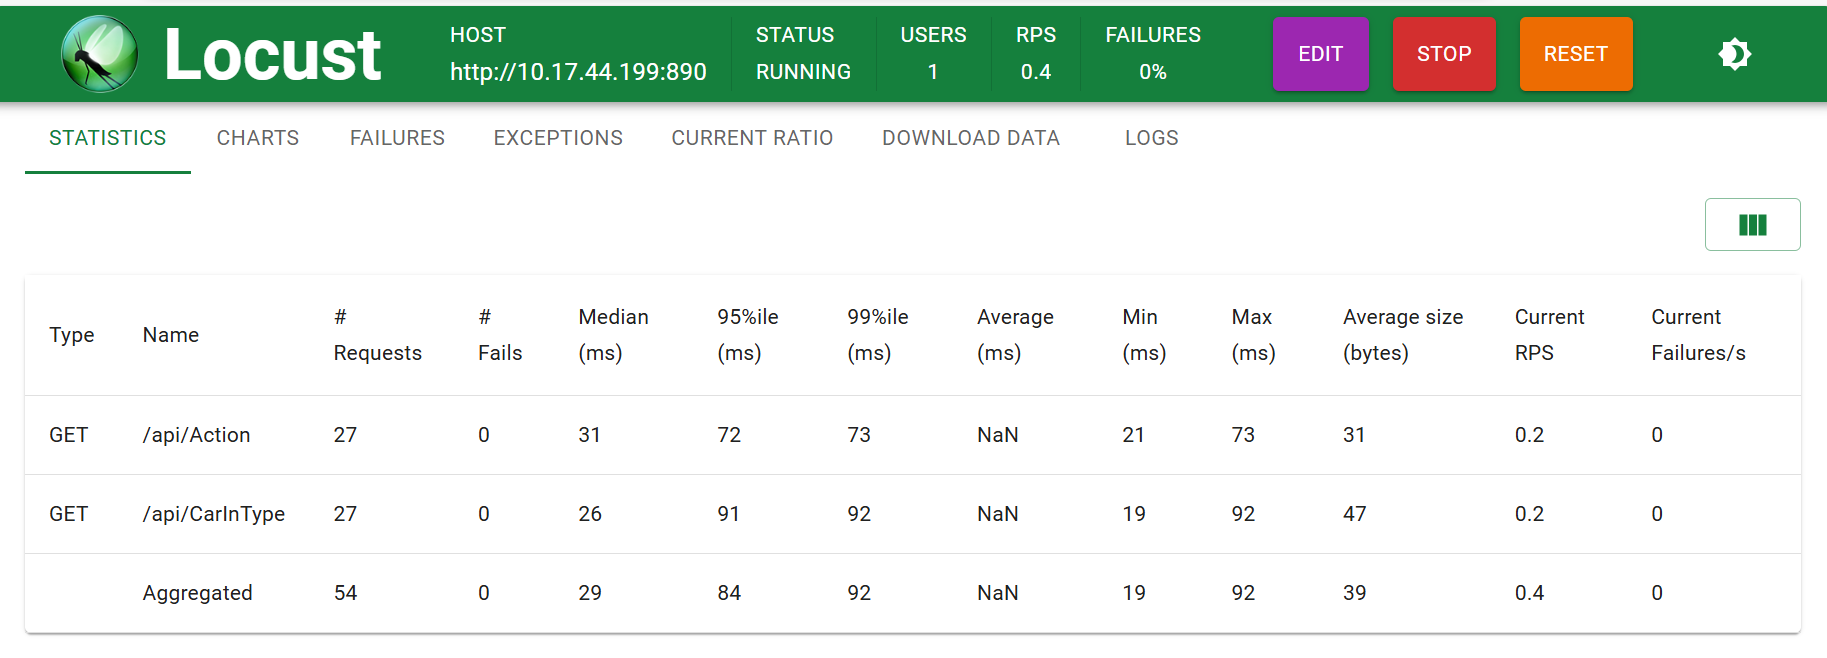 Locust
HOST
http://10.17.44.199:890
STATUS
RUNNING
USERS
1
RPS
0.4
FAILURES
0%
EDIT
STOP
RESET
STATISTICS CHARTS FAILURES EXCEPTIONS CURRENT RATIO DOWNLOAD DATA LOGS
Type Name # Requests # Fails Median (ms) 95%ile (ms) 99%ile (ms) Average (ms) Min (ms) Max (ms) Average size (bytes) Current RPS Current Failures/s
GET /api/Action 27 0 31 72 73 NaN 21 73 31 0.2 0
GET /api/CarInType 27 0 26 91 92 NaN 19 92 47 0.2 0
Aggregated 54 0 29 84 92 NaN 19 92 39 0.4 0